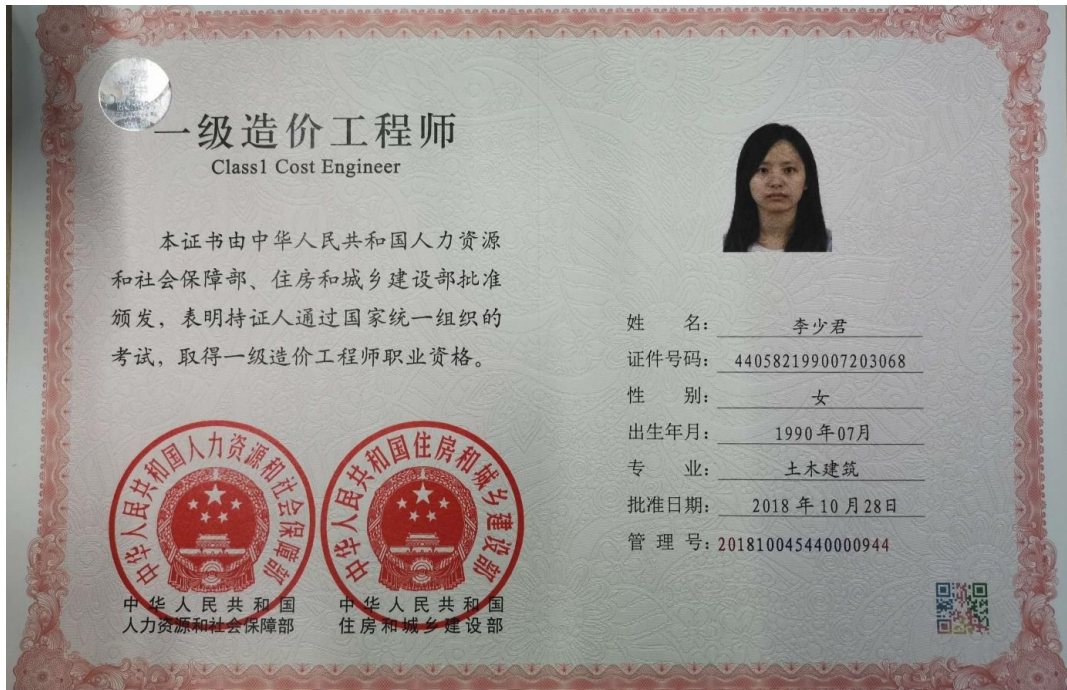 一级造价工程师
Class1 Cost Engineer
本证书由中华人民共和国人力资源
和社会保障部、住房和城乡建设部批准
颁发，表明持证人通过国家统一组织的
考试，取得一级造价工程师职业资格。
中华人民共和国人力资源和社会保障部
中华人民共和国住房和城乡建设部
中华人民共和国
人力资源和社会保障部
中华人民共和国
住房和城乡建设部
姓名：李少君
证件号码：440582199007203068
性别：女
出生年月：1990年07月
专业：土木建筑
批准日期：2018年10月28日
管理号：201810045440000944